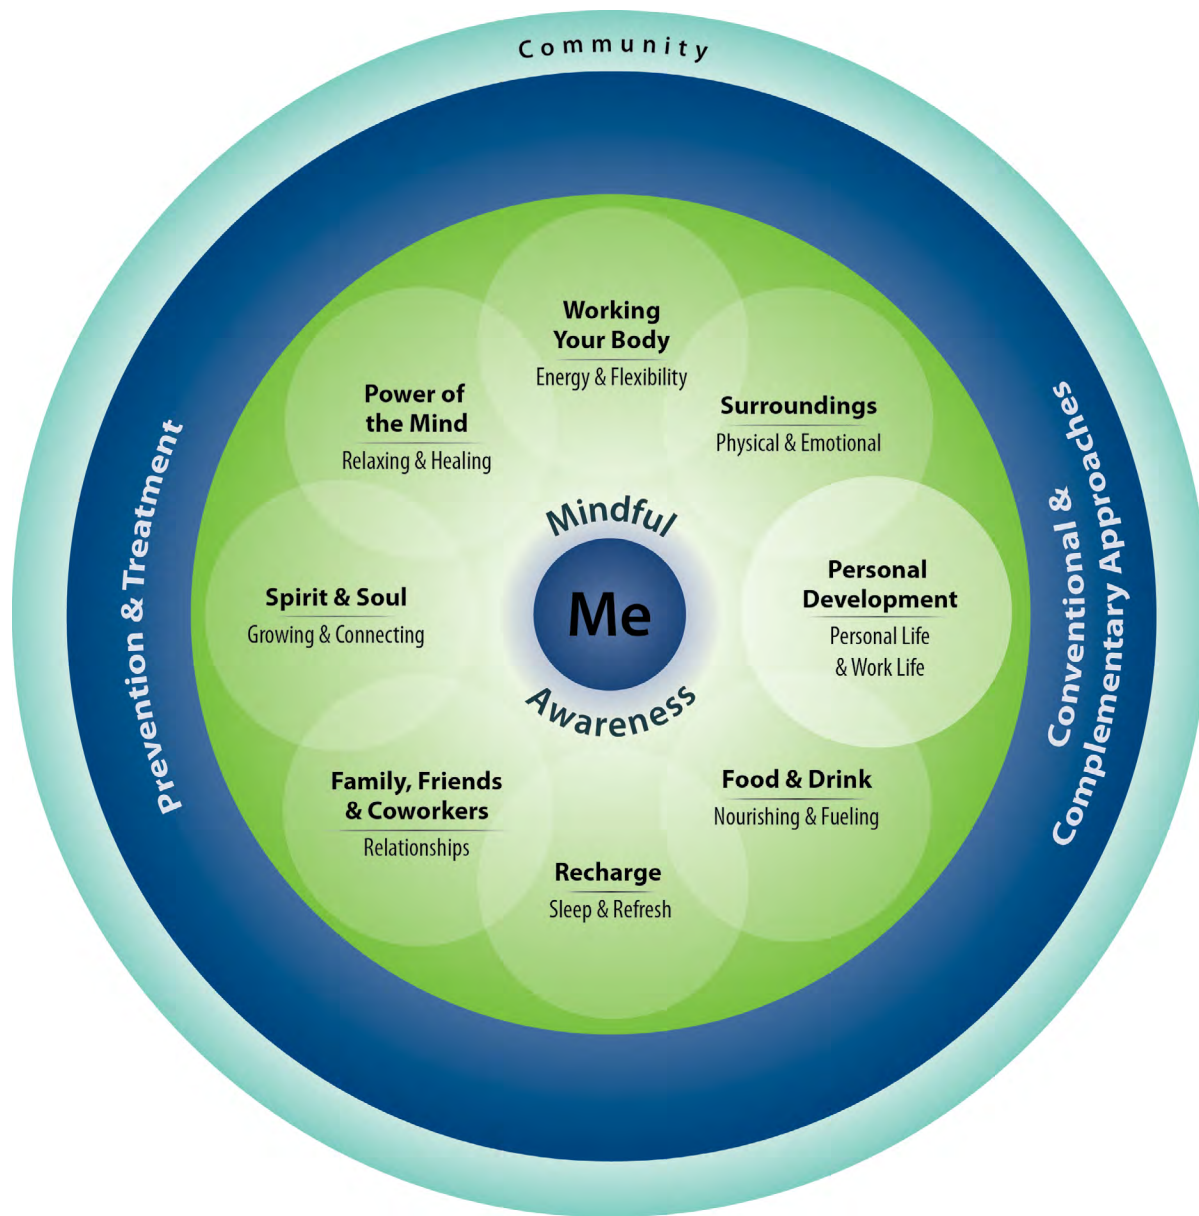 Community
Prevention & Treatment
Conventional &
Complementary Approaches
Working
Your Body
Energy & Flexibility
Surroundings
Physical & Emotional
Personal
Development
Personal Life
& Work Life
Food & Drink
Nourishing & Fueling
Recharge
Sleep & Refresh
Family, Friends
& Coworkers
Relationships
Spirit & Soul
Growing & Connecting
Power of
the Mind
Relaxing & Healing
Mindful
Me
Awareness